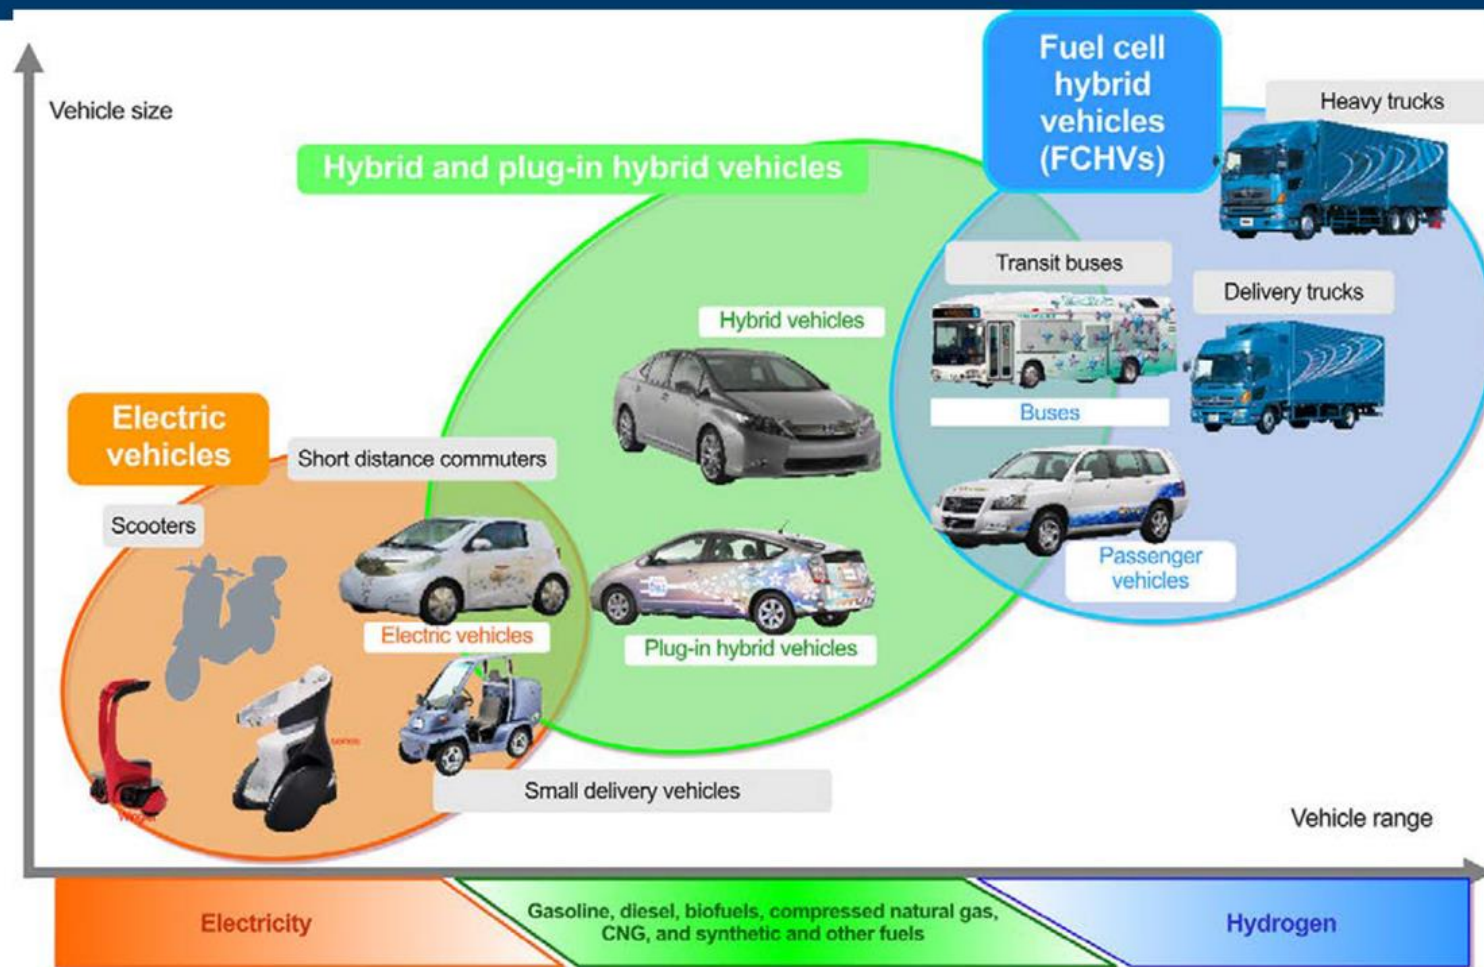 Fuel cell
hybrid
vehicles
(FCHVs)
Heavy trucks
Vehicle size
Hybrid and plug-in hybrid vehicles
Transit buses
Delivery trucks
Hybrid vehicles
Buses
Electric
vehicles
Short distance commuters
Scooters
Passenger
vehicles
Electric vehicles
Plug-in hybrid vehicles
Small delivery vehicles
Vehicle range
Electricity
Gasoline, diesel, biofuels, compressed natural gas,
CNG, and synthetic and other fuels
Hydrogen